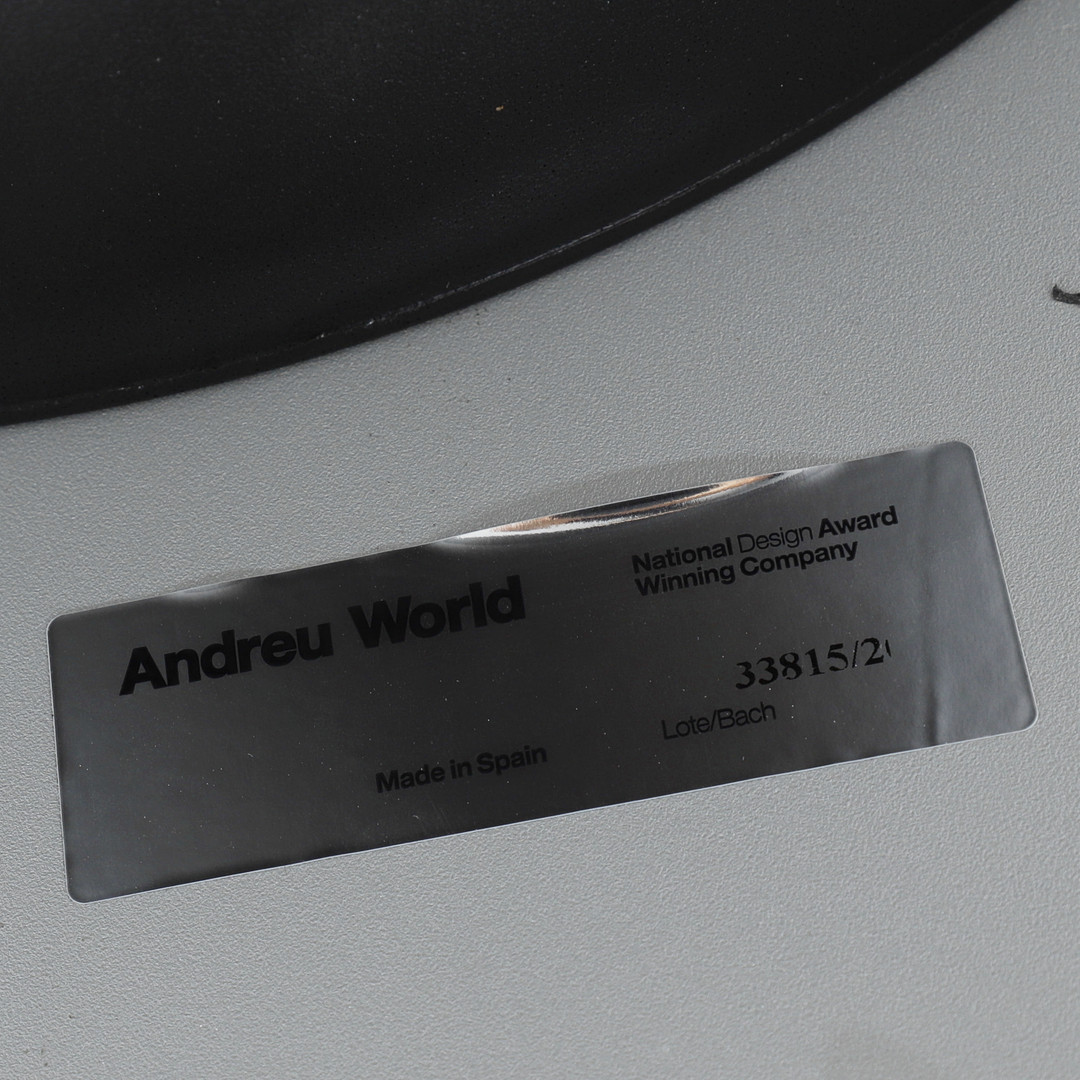 Andreu World
National Design Award
Winning Company
33815/2
Lote/Bach
Made in Spain